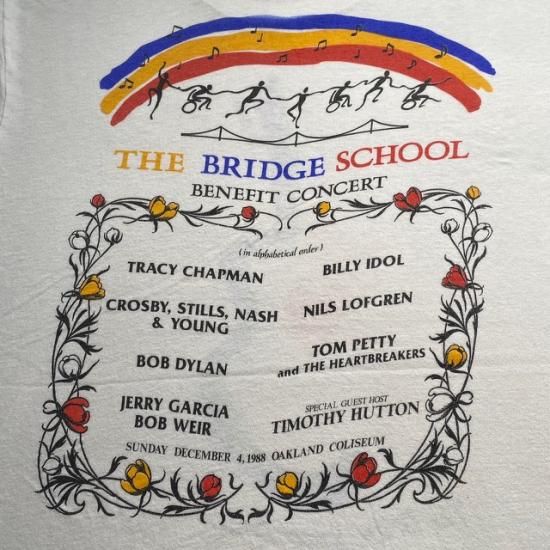 THE BRIDGE SCHOOL
BENEFIT CONCERT
(in alphabetical order)
TRACY CHAPMAN
CROSBY, STILLS, NASH
& YOUNG
BOB DYLAN
JERRY GARCIA
BOB WEIR
BILLY IDOL
NILS LOFGREN
TOM PETTY
and THE HEARTBREAKERS
SPECIAL GUEST HOST
TIMOTHY HUTTON
SUNDAY DECEMBER 4, 1988 OAKLAND COLISEUM